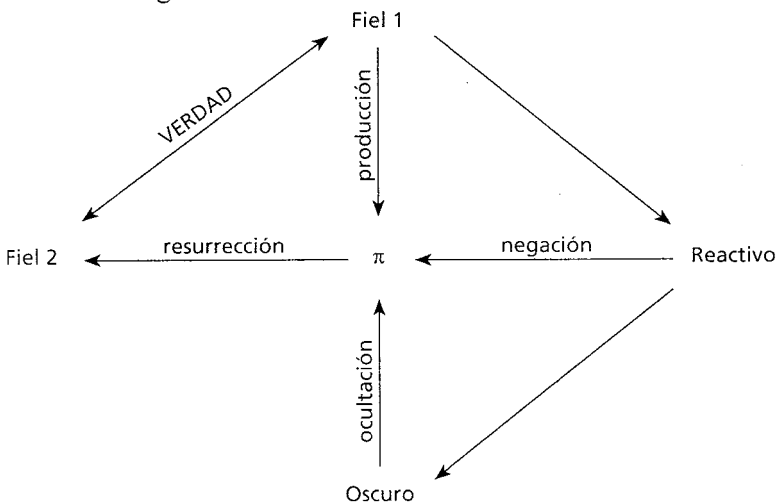 Fiel 1
VERDAD
producción
Fiel 2
resurrección
π
negación
Reactivo
ocultación
Oscuro